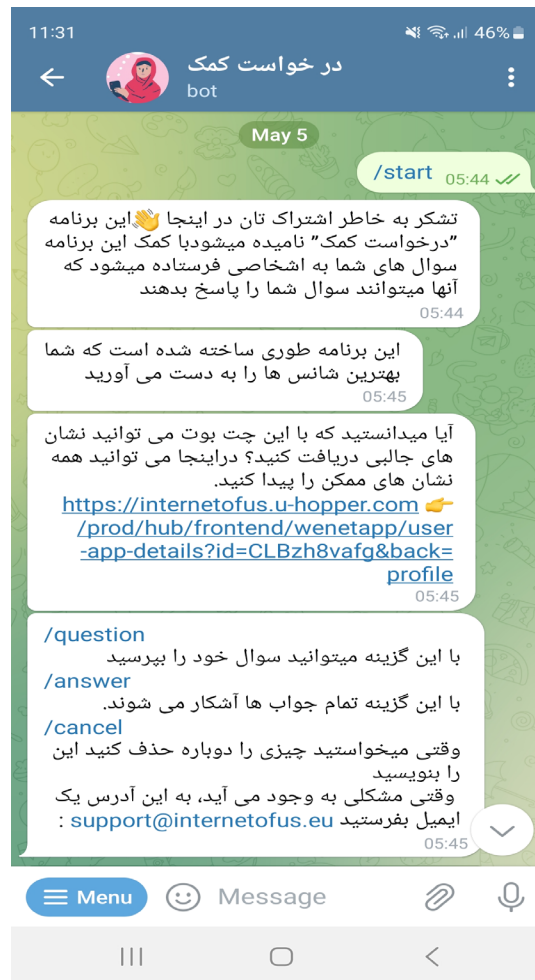 11:31
46%
در خواست کمک
bot
May 5
/start 05:44
تشکر به خاطر اشتراک تان در اینجا 👋این برنامه
”درخواست کمک” نامیده میشودبا کمک این برنامه
سوال های شما به اشخاصی فرستاده میشود که
آنها میتوانند سوال شما را پاسخ بدهند
05:44
این برنامه طوری ساخته شده است که شما
بهترین شانس ها را به دست می آورید
05:45
آیا میدانستید که با این چت بوت می توانید نشان
های جالبی دریافت کنید؟ دراینجا می توانید همه
نشان های ممکن را پیدا کنید.
👉 https://internetofus.u-hopper.com
/prod/hub/frontend/wenetapp/user
-app-details?id=CLBzh8vafg&back=
profile
05:45
/question
با این گزینه میتوانید سوال خود را بپرسید
/answer
با این گزینه تمام جواب ها آشکار می شوند.
/cancel
وقتی میخواستید چیزی را دوباره حذف کنید این
را بنویسید
وقتی مشکلی به وجود می آید، به این آدرس یک
ایمیل بفرستید support@internetofus.eu :
05:45
Menu
Message